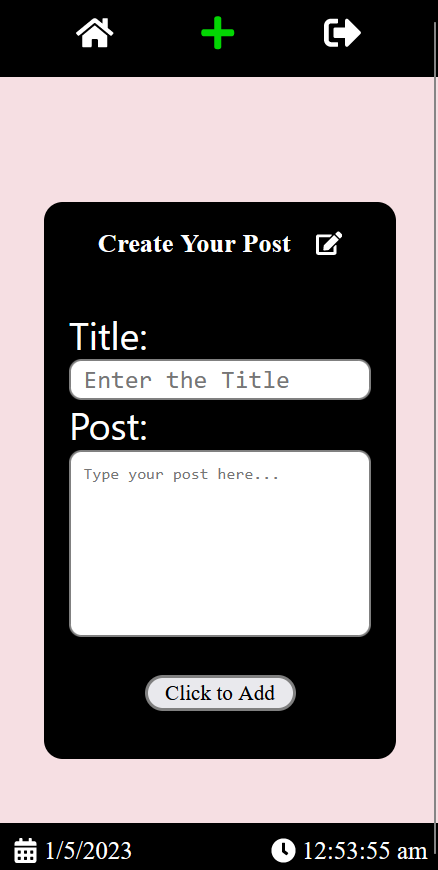 Create Your Post
Title:
Enter the Title
Post:
Type your post here...
Click to Add
1/5/2023 12:53:55 am